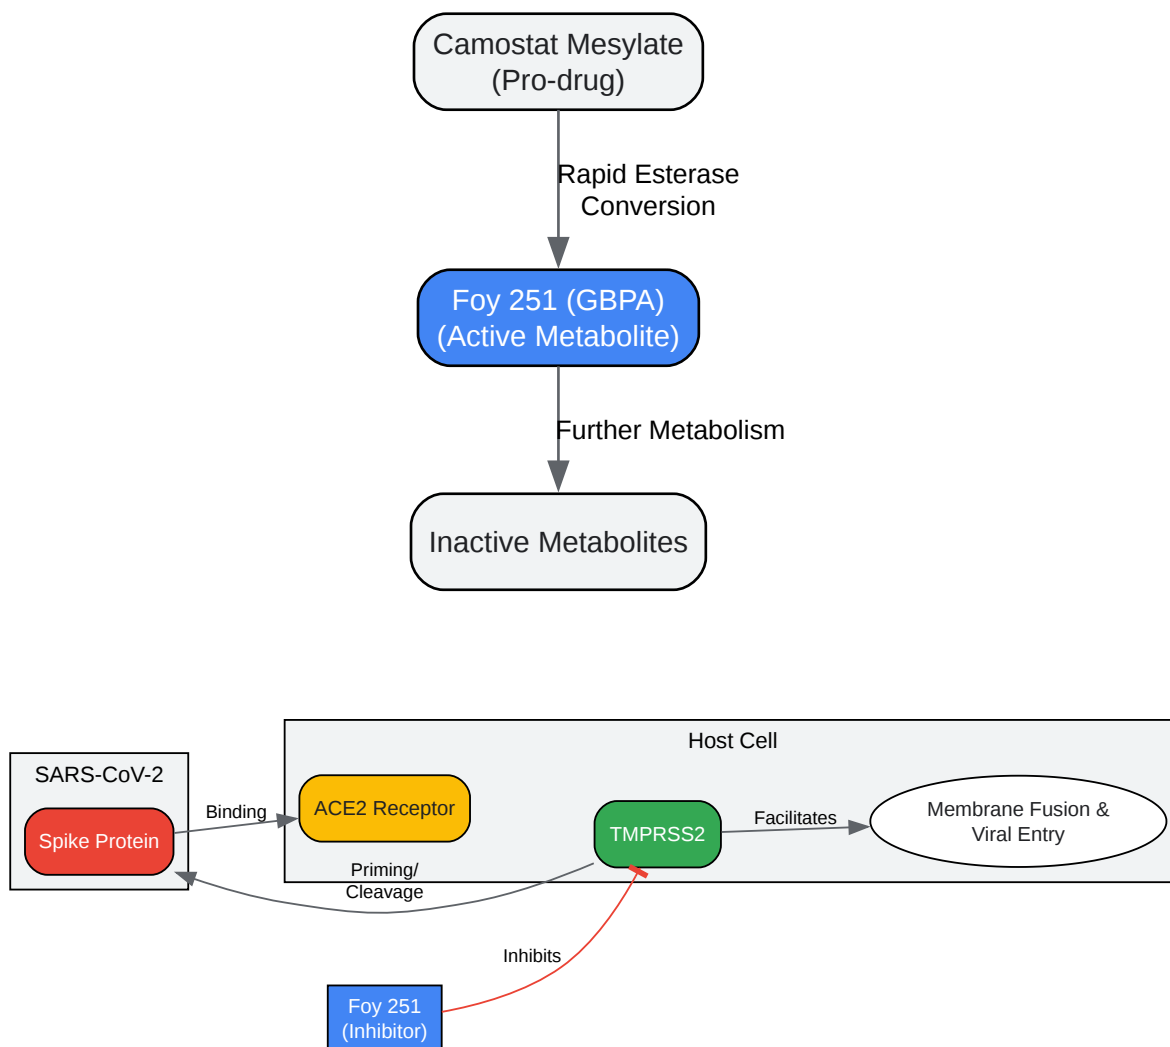 Camostat Mesylate
(Pro-drug)
Rapid Esterase
Conversion
Foy 251 (GBPA)
(Active Metabolite)
Further Metabolism
Inactive Metabolites
Host Cell
SARS-CoV-2
Binding
ACE2 Receptor
Spike Protein
TMPRSS2
Facilitates
Membrane Fusion &
Viral Entry
Priming/
Cleavage
Inhibits
Foy 251
(Inhibitor)